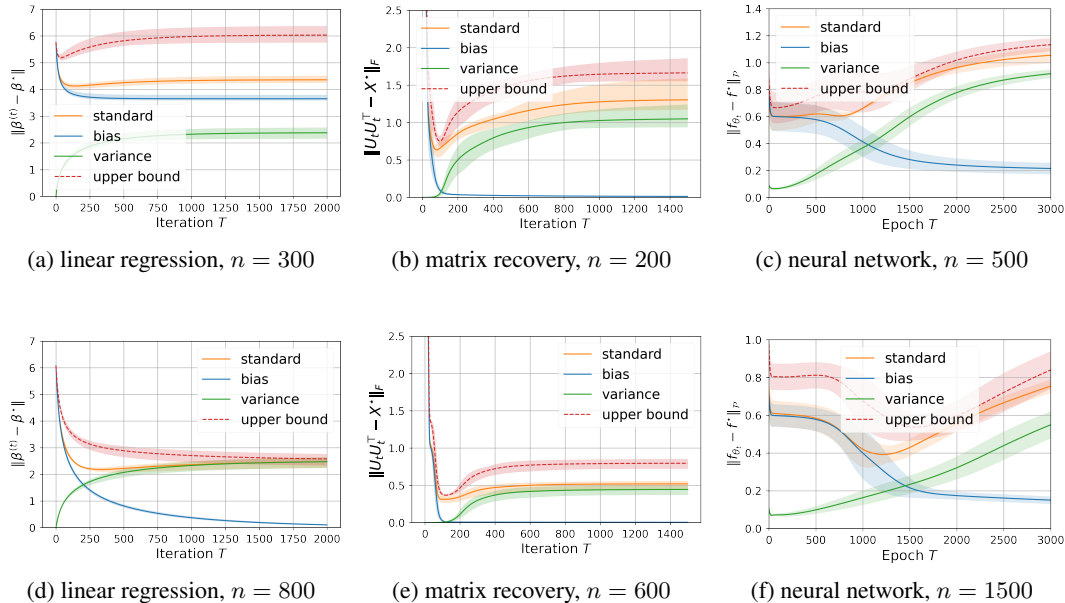 7
6
5
4
3
2
1
0
‖β⁽ᵗ⁾ − β*‖
standard
bias
variance
upper bound
0 250 500 750 1000 1250 1500 1750 2000
Iteration T
(a) linear regression, n = 300
2.5
2.0
1.5
1.0
0.5
0.0
‖UₜUₜ⊤ − X*‖F
standard
bias
variance
upper bound
0 200 400 600 800 1000 1200 1400
Iteration T
(b) matrix recovery, n = 200
1.4
1.2
1.0
0.8
0.6
0.4
0.2
0.0
‖fθₜ − f*‖𝒫
standard
bias
variance
upper bound
0 500 1000 1500 2000 2500 3000
Epoch T
(c) neural network, n = 500
7
6
5
4
3
2
1
0
‖β⁽ᵗ⁾ − β*‖
standard
bias
variance
upper bound
0 250 500 750 1000 1250 1500 1750 2000
Iteration T
(d) linear regression, n = 800
2.5
2.0
1.5
1.0
0.5
0.0
‖UₜUₜ⊤ − X*‖F
standard
bias
variance
upper bound
0 200 400 600 800 1000 1200 1400
Iteration T
(e) matrix recovery, n = 600
1.0
0.8
0.6
0.4
0.2
0.0
‖fθₜ − f*‖𝒫
standard
bias
variance
upper bound
0 500 1000 1500 2000 2500 3000
Epoch T
(f) neural network, n = 1500